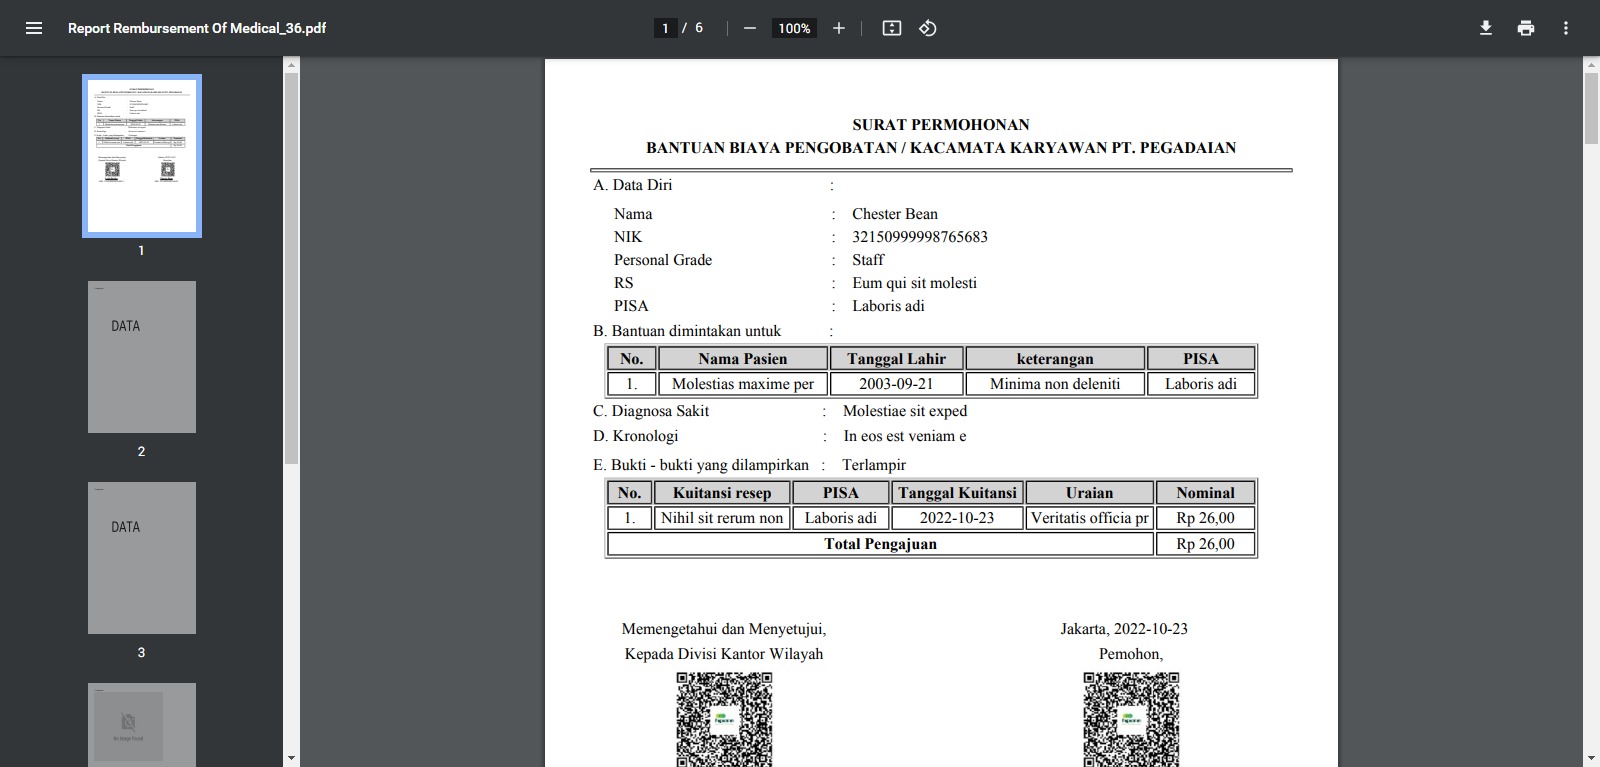 Report Rembursement Of Medical_36.pdf
1 / 6
100%
1
DATA
2
DATA
3
No Image Found
SURAT PERMOHONAN
BANTUAN BIAYA PENGOBATAN / KACAMATA KARYAWAN PT. PEGADAIAN
A. Data Diri :
Nama : Chester Bean
NIK : 32150999998765683
Personal Grade : Staff
RS : Eum qui sit molesti
PISA : Laboris adi
B. Bantuan dimintakan untuk :
No. Nama Pasien Tanggal Lahir keterangan PISA
1. Molestias maxime per 2003-09-21 Minima non deleniti Laboris adi
C. Diagnosa Sakit : Molestiae sit exped
D. Kronologi : In eos est veniam e
E. Bukti - bukti yang dilampirkan : Terlampir
No. Kuitansi resep PISA Tanggal Kuitansi Uraian Nominal
1. Nihil sit rerum non Laboris adi 2022-10-23 Veritatis officia pr Rp 26,00
Total Pengajuan Rp 26,00
Memengetahui dan Menyetujui,
Kepada Divisi Kantor Wilayah
Jakarta, 2022-10-23
Pemohon,